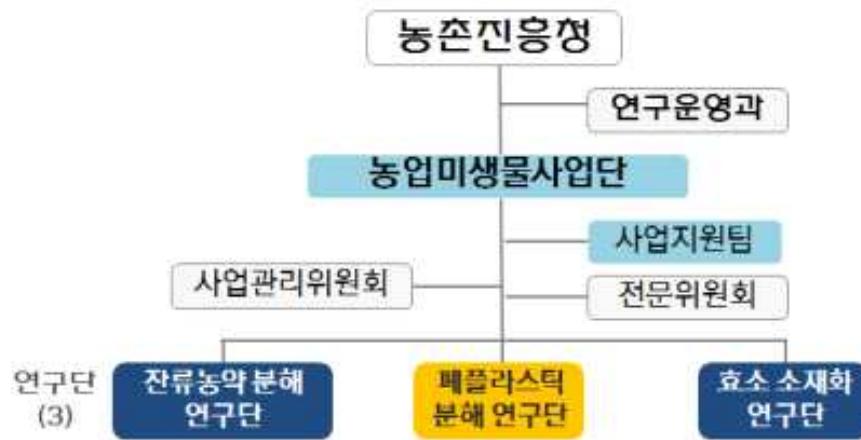 농촌진흥청
연구운영과
농업미생물사업단
사업지원팀
사업관리위원회
전문위원회
연구단
(3)
잔류농약 분해
연구단
폐플라스틱
분해 연구단
효소 소재화
연구단